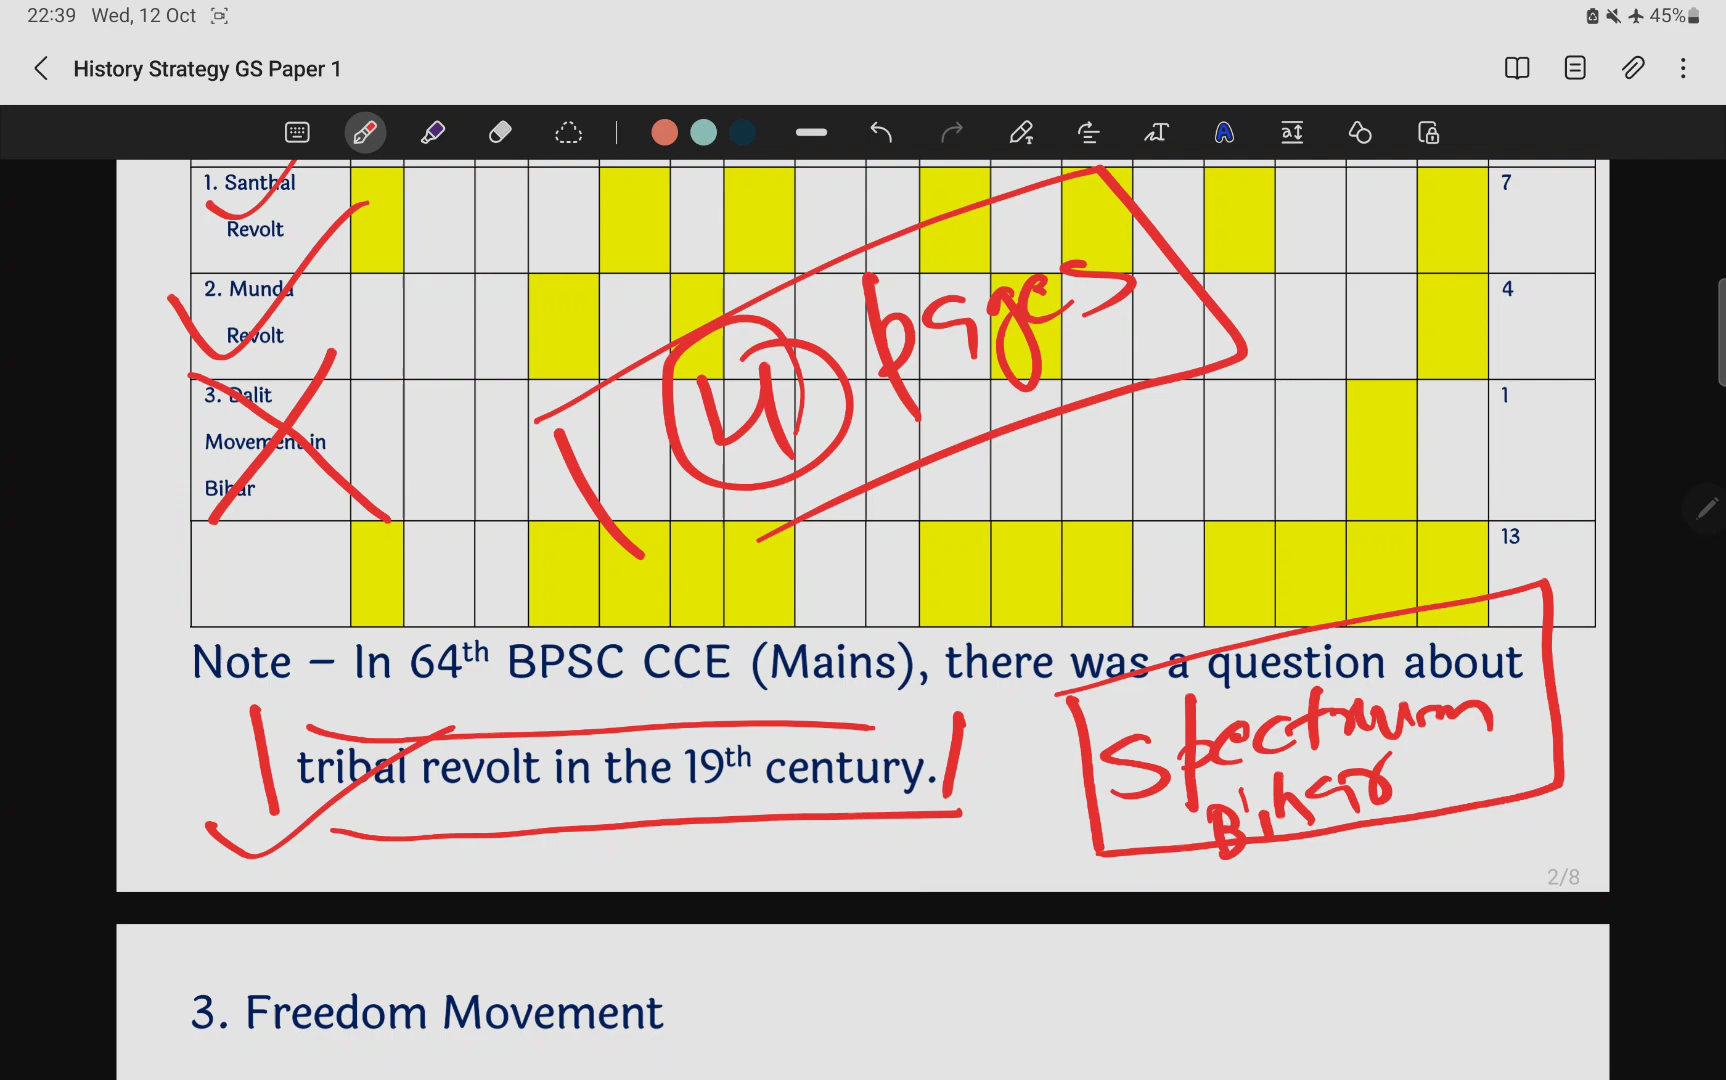 22:39 Wed, 12 Oct 45%
History Strategy GS Paper 1
1. Santhal 7
Revolt
2. Munda 4
Revolt
3. Dalit 1
Movement in
Bihar
13
4 pages
Note – In 64th BPSC CCE (Mains), there was a question about
tribal revolt in the 19th century.
Spectrum
Bihar
2/8
3. Freedom Movement